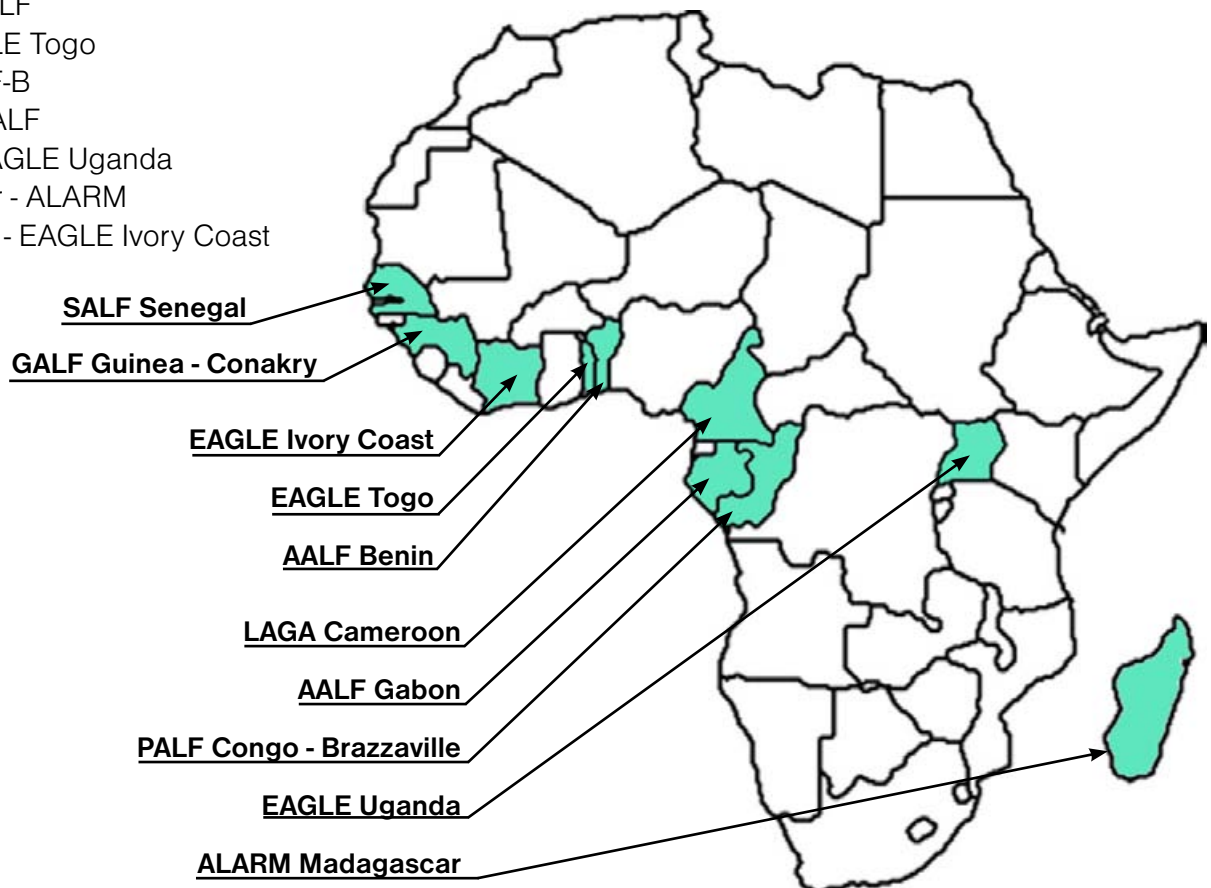 LF
LE Togo
F-B
ALF
AGLE Uganda
r - ALARM
- EAGLE Ivory Coast
SALF Senegal
GALF Guinea - Conakry
EAGLE Ivory Coast
EAGLE Togo
AALF Benin
LAGA Cameroon
AALF Gabon
PALF Congo - Brazzaville
EAGLE Uganda
ALARM Madagascar